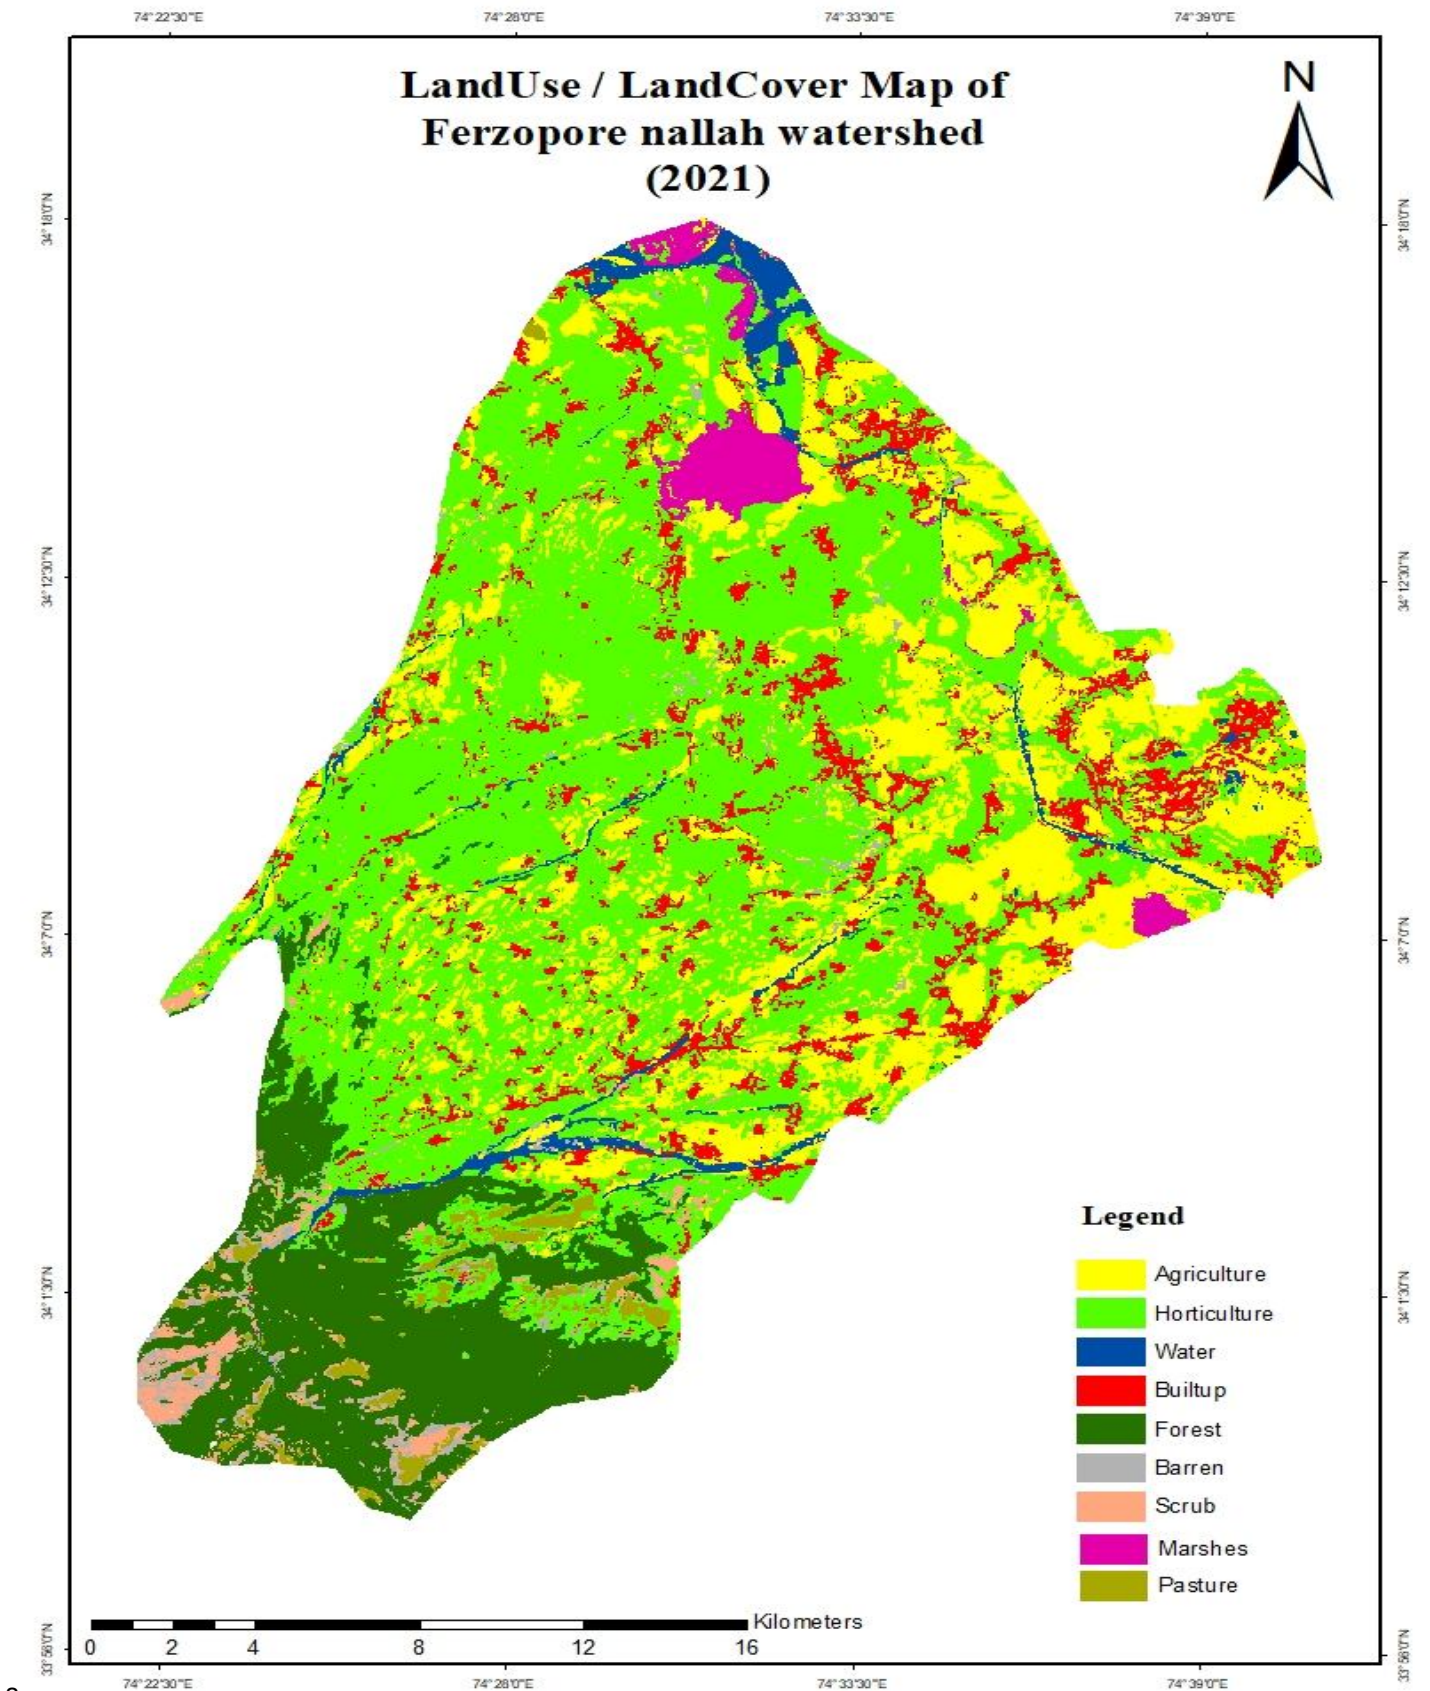 74°22'30"E 74°28'0"E 74°33'30"E 74°39'0"E
LandUse / LandCover Map of
Ferzopore nallah watershed
(2021)
N
34°18'0"N 34°18'0"N
34°12'30"N 34°12'30"N
34°7'0"N 34°7'0"N
34°1'30"N 34°1'30"N
33°56'0"N 33°56'0"N
Legend
Agriculture
Horticulture
Water
Builtup
Forest
Barren
Scrub
Marshes
Pasture
Kilometers
0 2 4 8 12 16
74°22'30"E 74°28'0"E 74°33'30"E 74°39'0"E